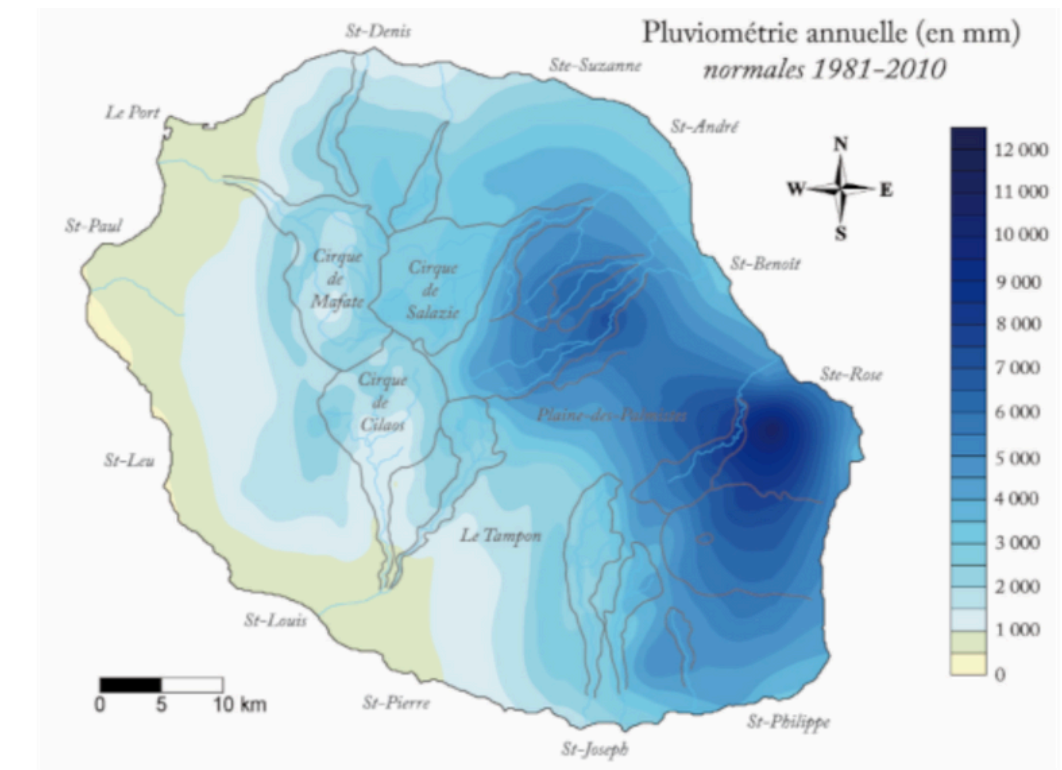 Pluviométrie annuelle (en mm)
normales 1981-2010
St-Denis
Ste-Suzanne
Le Port
St-André
N
W
E
S
St-Paul
St-Benoît
Cirque
de
Mafate
Cirque
de
Salazie
Cirque
de
Cilaos
Ste-Rose
Plaine-des-Palmistes
St-Leu
Le Tampon
St-Louis
St-Pierre
St-Philippe
St-Joseph
12 000
11 000
10 000
9 000
8 000
7 000
6 000
5 000
4 000
3 000
2 000
1 000
0
0 5 10 km